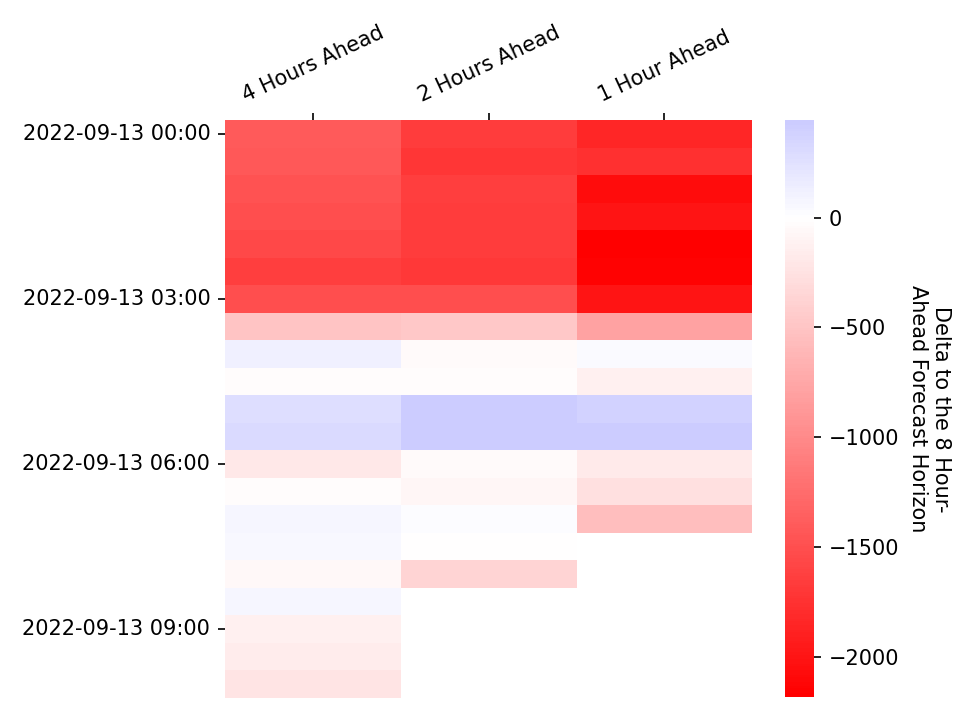 4 Hours Ahead
2 Hours Ahead
1 Hour Ahead
2022-09-13 00:00
2022-09-13 03:00
2022-09-13 06:00
2022-09-13 09:00
0
−500
−1000
−1500
−2000
Delta to the 8 Hour-
Ahead Forecast Horizon